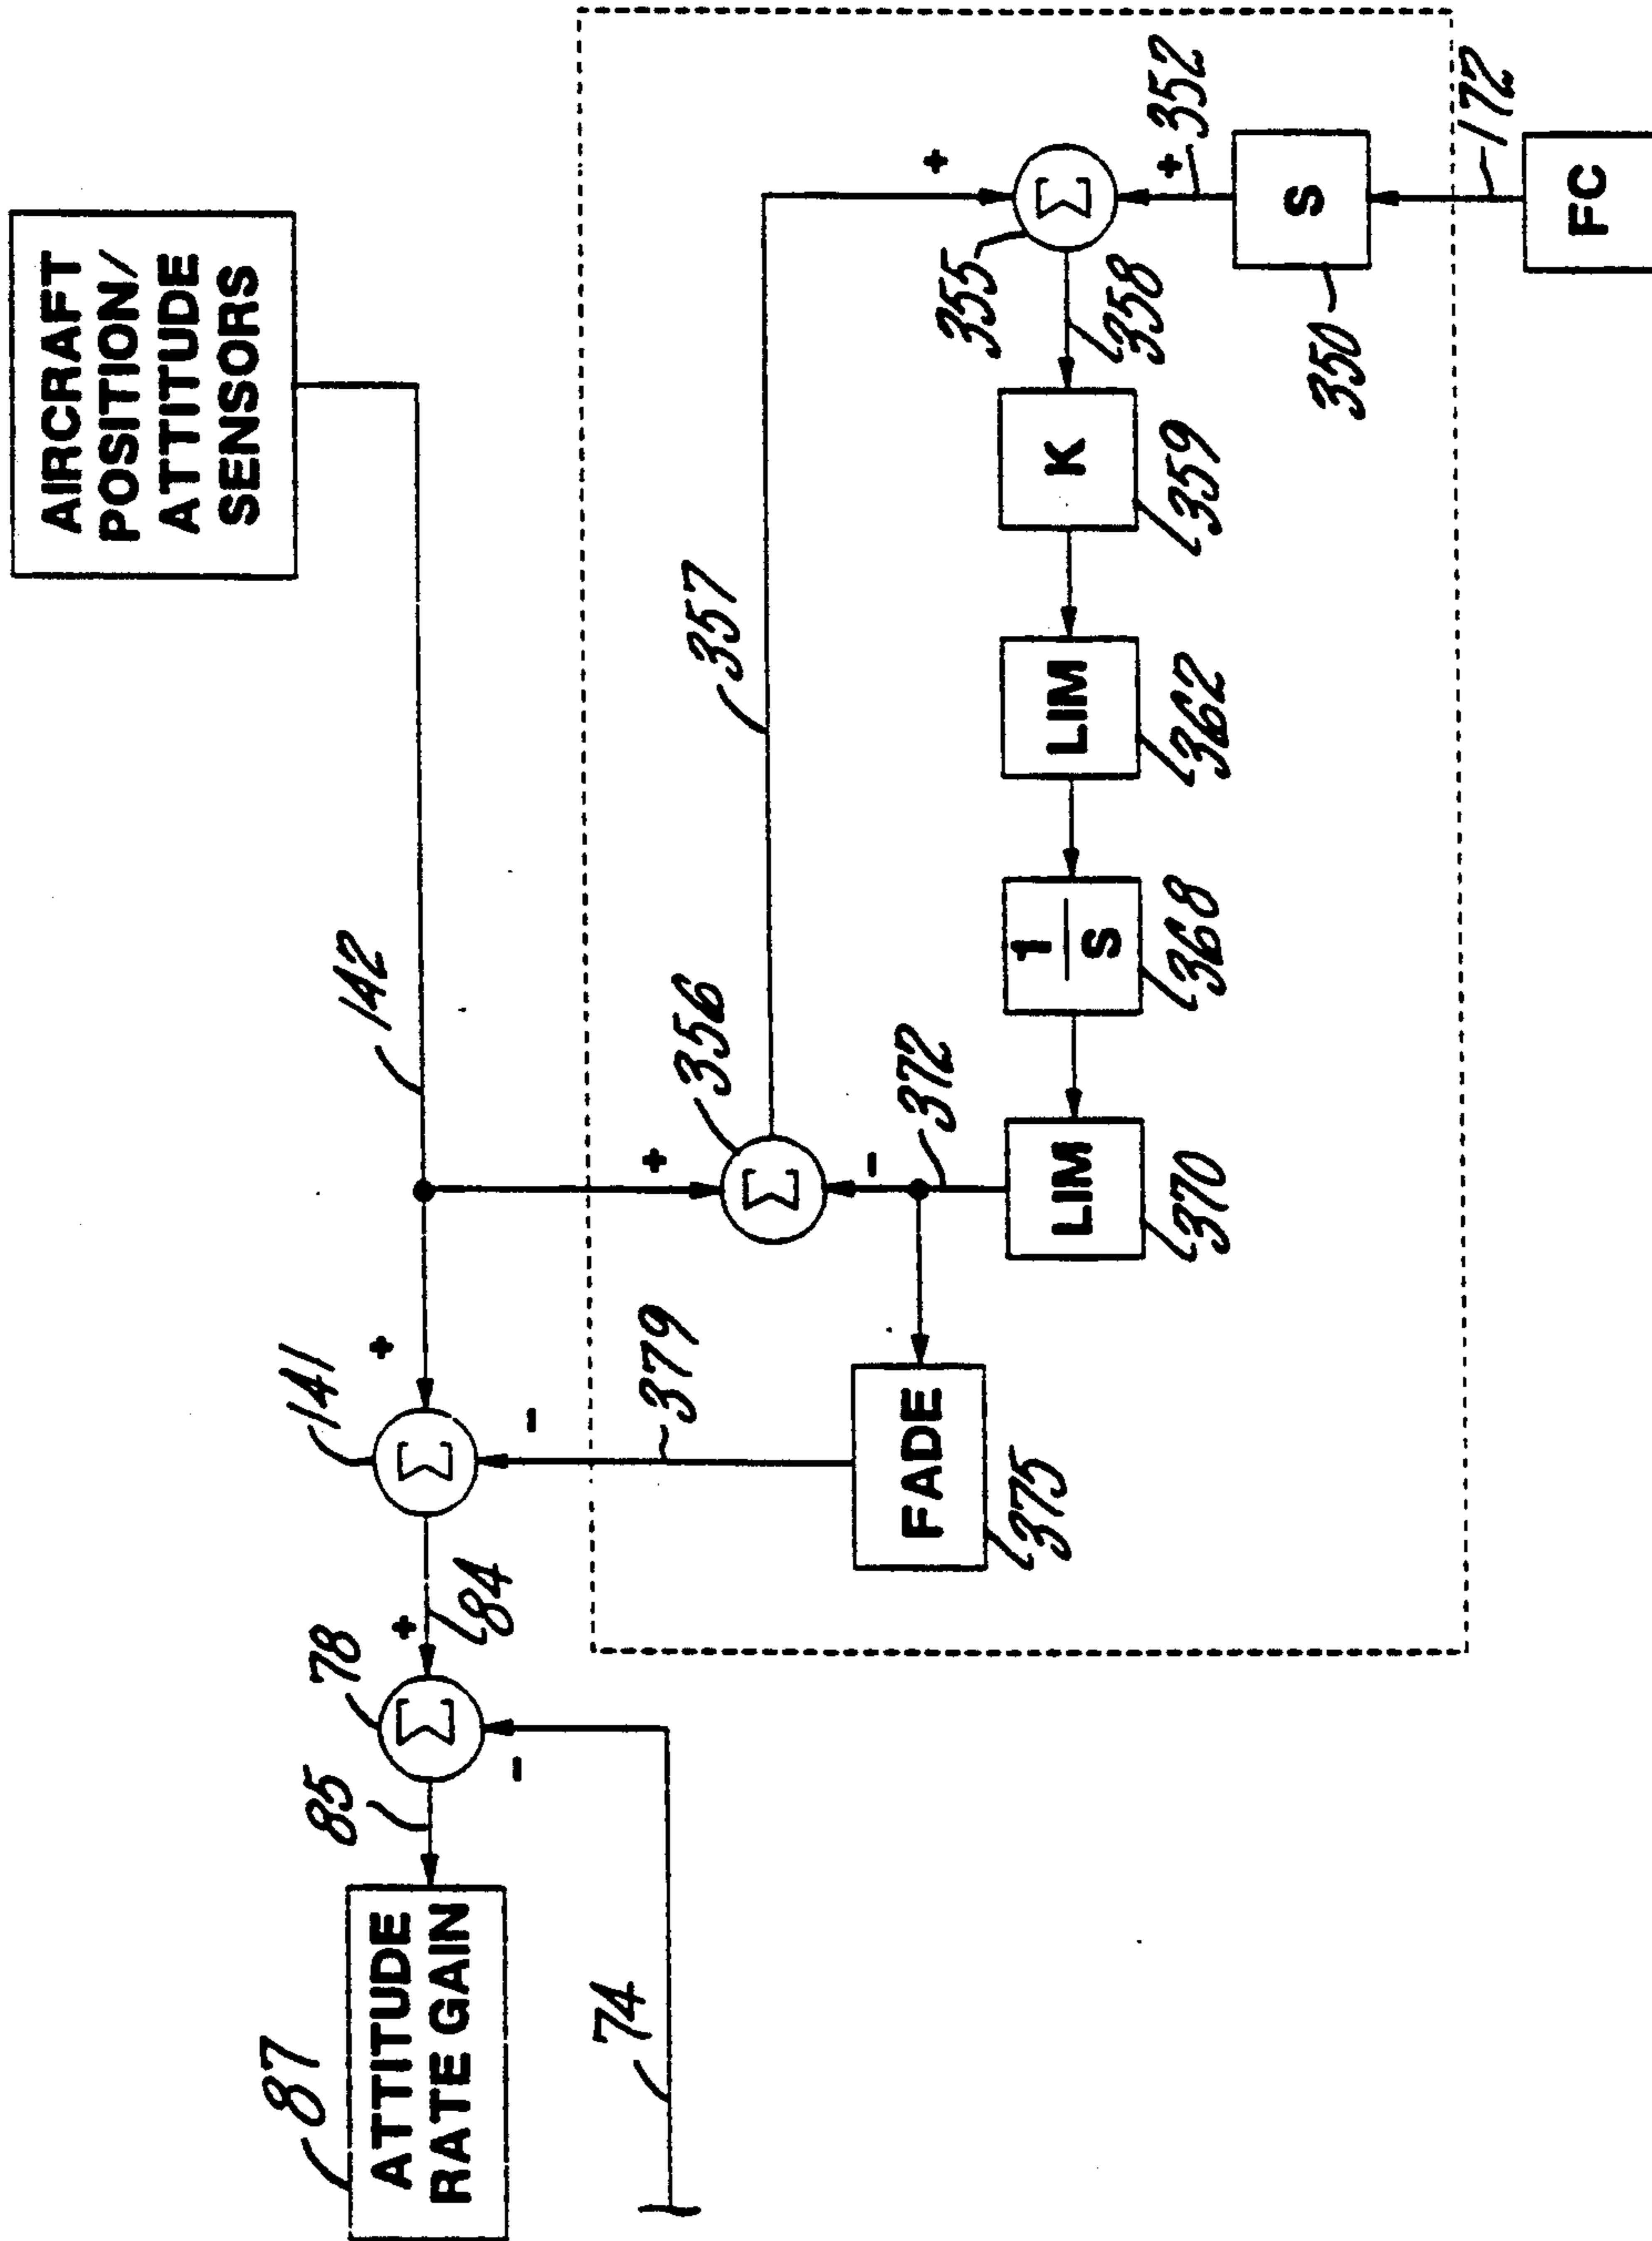 AIRCRAFT
POSITION/
ATTITUDE
SENSORS
87
ATTITUDE
RATE GAIN
85
78
Σ
+
-
84
141
Σ
+
-
142
74
379
356
Σ
+
-
357
372
FADE
375
LIM
370
1
S
368
LIM
362
K
359
358
355
Σ
+
+
352
S
350
172
FC